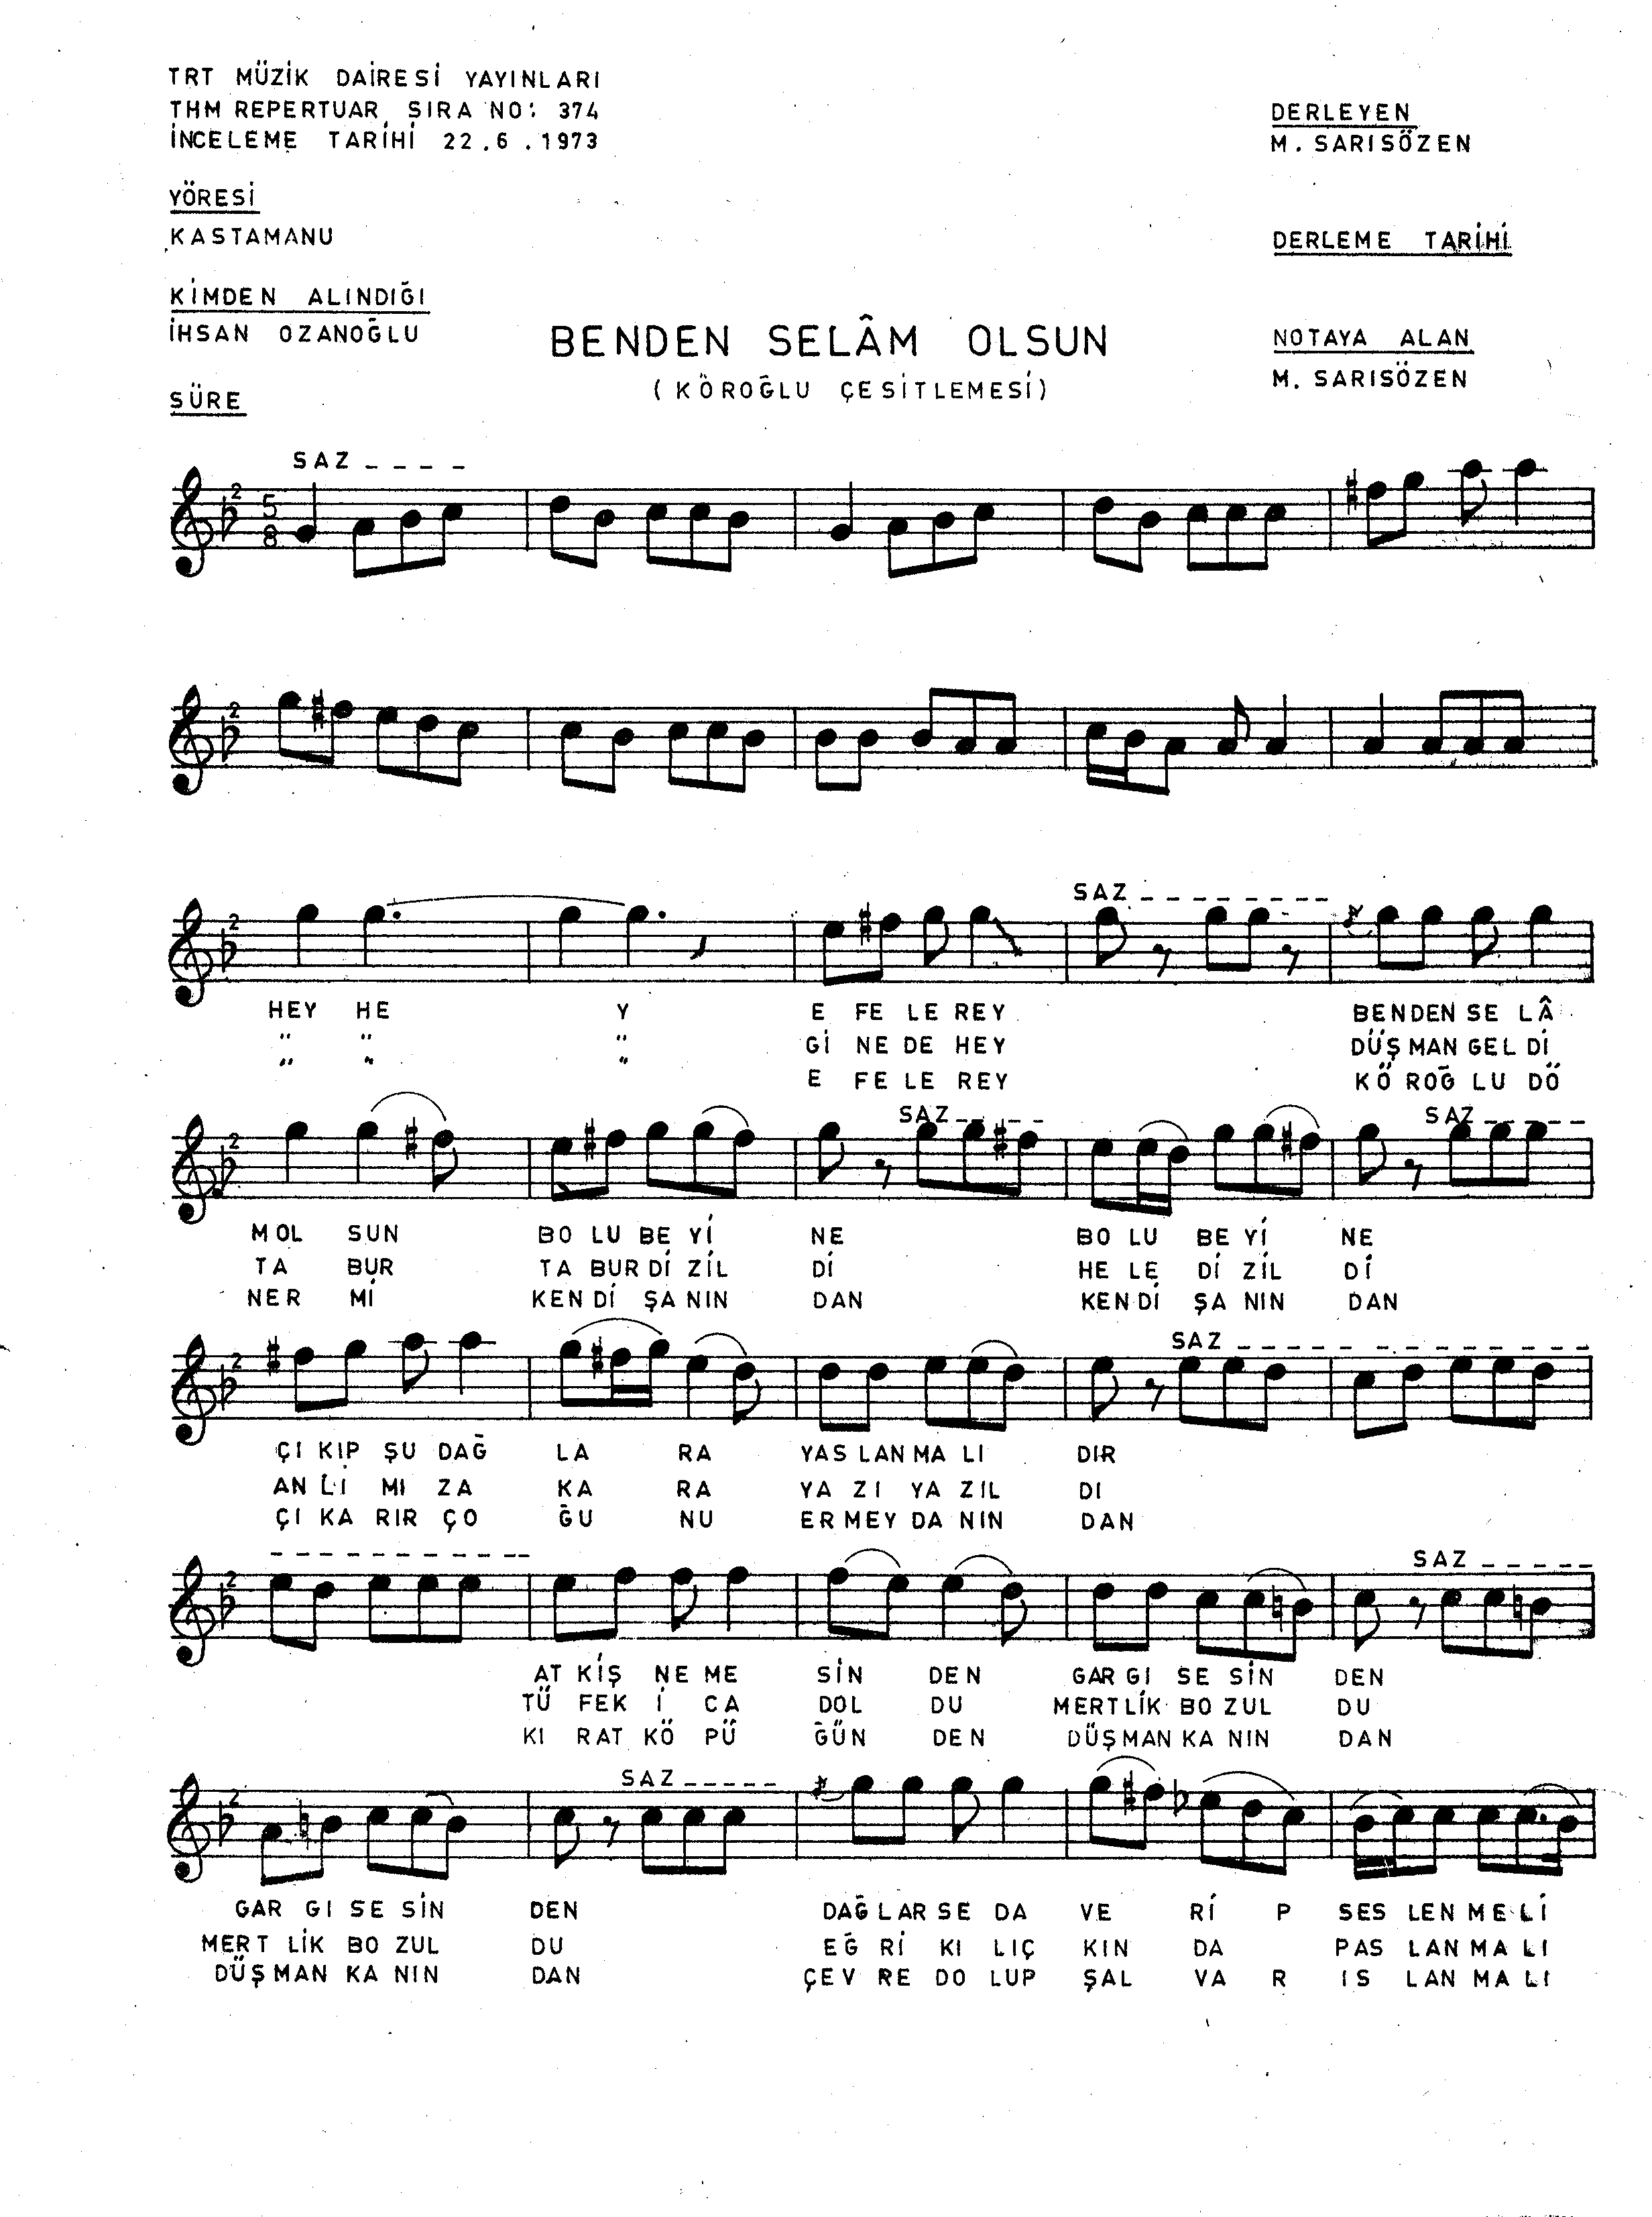 TRT MÜZİK DAİRESİ YAYINLARI
THM REPERTUAR SIRA NO: 374
İNCELEME TARİHİ 22.6.1973
DERLEYEN
M. SARISÖZEN
YÖRESİ
KASTAMANU
DERLEME TARİHİ
KİMDEN ALINDIĞI
İHSAN OZANOĞLU
BENDEN SELÂM OLSUN
(KÖROĞLU ÇESİTLEMESİ)
NOTAYA ALAN
M. SARISÖZEN
SÜRE
SAZ _ _ _ _
2 5 8
2
SAZ _ _ _ _ _ _ _ _
2
HEY HE Y E FE LE REY BENDEN SE LÂ
" " " Gİ NE DE HEY DÜŞ MAN GEL Dİ
" " " E FE LE REY KÖ ROĞ LU DÖ
SAZ _ _ _ _ SAZ _ _ _ _ _
2
MOL SUN BO LU BE Yİ NE BO LU BE Yİ NE
TA BUR TA BUR Dİ ZİL Dİ HE LE Dİ ZİL Dİ
NER Mİ KEN Dİ ŞA NIN DAN KEN Dİ ŞA NIN DAN
SAZ _ _ _ _ _ _ _ _ _ _ _ _
2
ÇI KIP ŞU DAĞ LA RA YAS LAN MA LI DIR
AN Lİ MI ZA KA RA YA ZI YA ZIL DI
ÇI KA RIR ÇO ĞU NU ER MEY DA NIN DAN
_ _ _ _ _ _ _ _ _ _ _ SAZ _ _ _ _ _
2
AT KİŞ NE ME SİN DEN GAR GI SE SİN DEN
TÜ FEK İ CA DOL DU MERT LİK BO ZUL DU
KI RAT KÖ PÜ ĞÜN DEN DÜŞ MAN KA NIN DAN
SAZ _ _ _ _ _
2
GAR GI SE SİN DEN DAĞ LAR SE DA VE Rİ P SES LEN ME Lİ
MERT LİK BO ZUL DU EĞ Rİ KI LIÇ KIN DA PAS LAN MA LI
DÜŞ MAN KA NIN DAN ÇEV RE DO LUP ŞAL VA R IS LAN MA LI